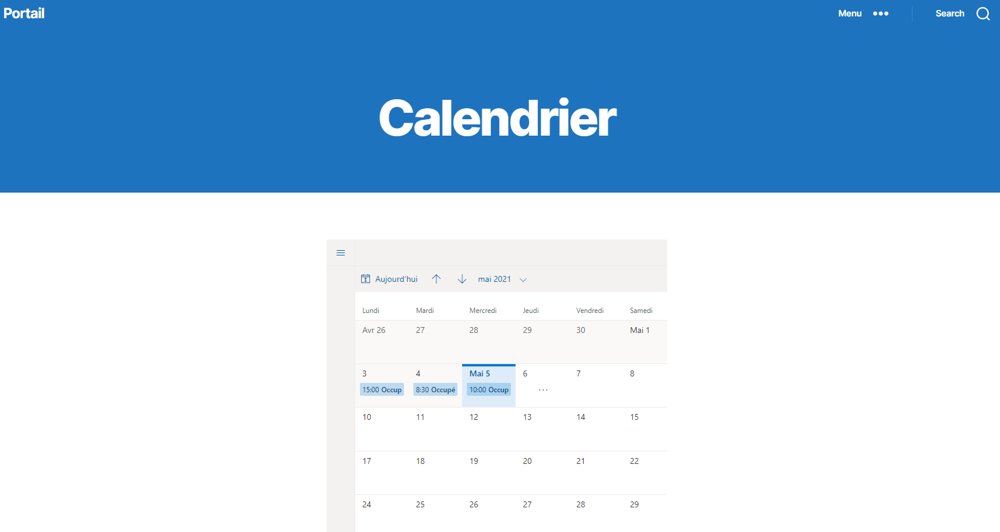 Portail Menu Search
Calendrier
Aujourd'hui mai 2021
Lundi Mardi Mercredi Jeudi Vendredi Samedi
Avr 26 27 28 29 30 Mai 1
3 4 Mai 5 6 7 8
15:00 Occup 8:30 Occupé 10:00 Occup ...
10 11 12 13 14 15
17 18 19 20 21 22
24 25 26 27 28 29